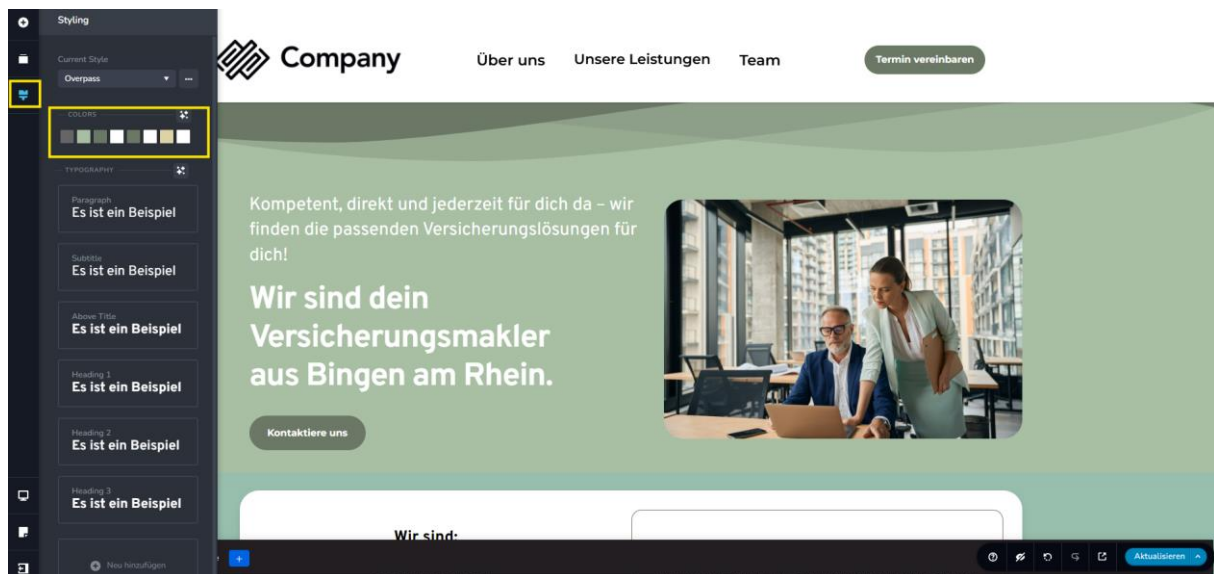 Styling
Current Style
Overpass
COLORS
TYPOGRAPHY
Paragraph
Es ist ein Beispiel
Subtitle
Es ist ein Beispiel
Above Title
Es ist ein Beispiel
Heading 1
Es ist ein Beispiel
Heading 2
Es ist ein Beispiel
Heading 3
Es ist ein Beispiel
Neu hinzufügen
Company
Über uns
Unsere Leistungen
Team
Termin vereinbaren
Kompetent, direkt und jederzeit für dich da – wir
finden die passenden Versicherungslösungen für
dich!
Wir sind dein
Versicherungsmakler
aus Bingen am Rhein.
Kontaktiere uns
Wir sind:
Aktualisieren